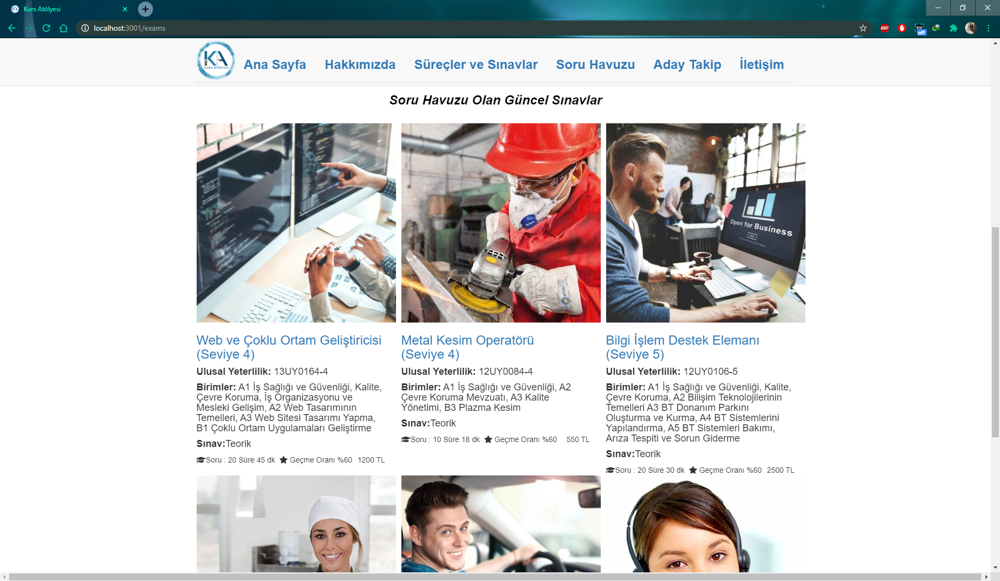 Kurs Atölyesi
localhost:3001/exams
ABP
off
KA
KURS ATÖLYESİ
Ana Sayfa Hakkımızda Süreçler ve Sınavlar Soru Havuzu Aday Takip İletişim
Soru Havuzu Olan Güncel Sınavlar
Open for Business
GO
Web ve Çoklu Ortam Geliştiricisi
(Seviye 4)
Ulusal Yeterlilik: 13UY0164-4
Birimler: A1 İş Sağlığı ve Güvenliği, Kalite,
Çevre Koruma, İş Organizasyonu ve
Mesleki Gelişim, A2 Web Tasarımının
Temelleri, A3 Web Sitesi Tasarımı Yapma,
B1 Çoklu Ortam Uygulamaları Geliştirme
Sınav:Teorik
Soru : 20 Süre 45 dk Geçme Oranı %60 1200 TL
Metal Kesim Operatörü
(Seviye 4)
Ulusal Yeterlilik: 12UY0084-4
Birimler: A1 İş Sağlığı ve Güvenliği, A2
Çevre Koruma Mevzuatı, A3 Kalite
Yönetimi, B3 Plazma Kesim
Sınav:Teorik
Soru : 10 Süre 18 dk Geçme Oranı %60 550 TL
Bilgi İşlem Destek Elemanı
(Seviye 5)
Ulusal Yeterlilik: 12UY0106-5
Birimler: A1 İş Sağlığı ve Güvenliği, Kalite,
Çevre Koruma, A2 Bilişim Teknolojilerinin
Temelleri A3 BT Donanım Parkını
Oluşturma ve Kurma, A4 BT Sistemlerini
Yapılandırma, A5 BT Sistemleri Bakımı,
Arıza Tespiti ve Sorun Giderme
Sınav:Teorik
Soru : 20 Süre 30 dk Geçme Oranı %60 2500 TL